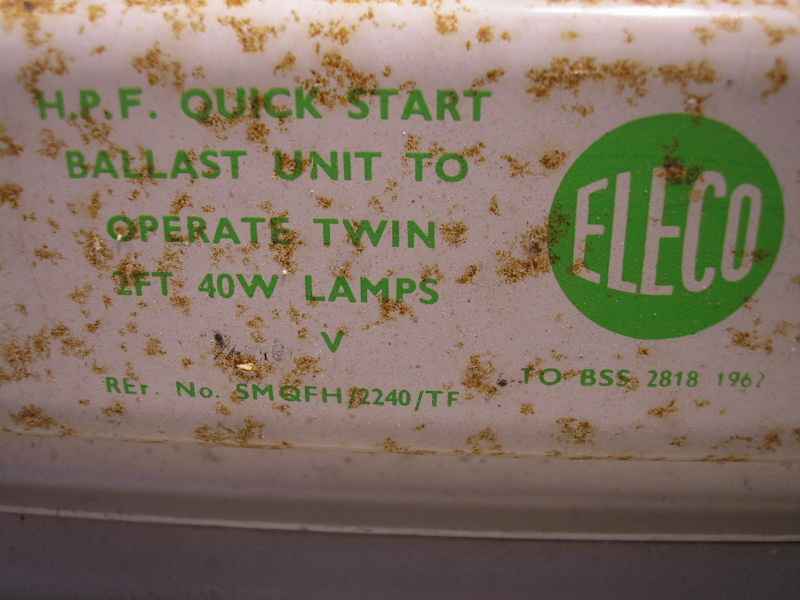 H.P.F. QUICK START
BALLAST UNIT TO
OPERATE TWIN
2FT 40W LAMPS
V
REF. No. SMQFH/2240/TF
ELECO
TO BSS 2818 1962